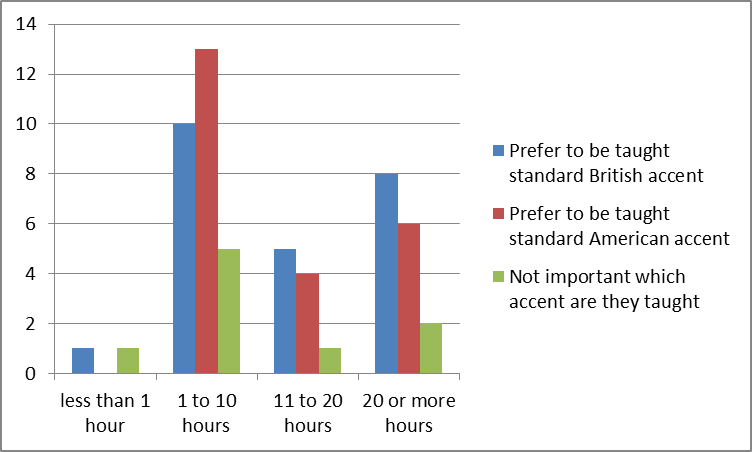 14
12
10
8
6
4
2
0
less than 1
hour
1 to 10
hours
11 to 20
hours
20 or more
hours
Prefer to be taught
standard British accent
Prefer to be taught
standard American accent
Not important which
accent are they taught